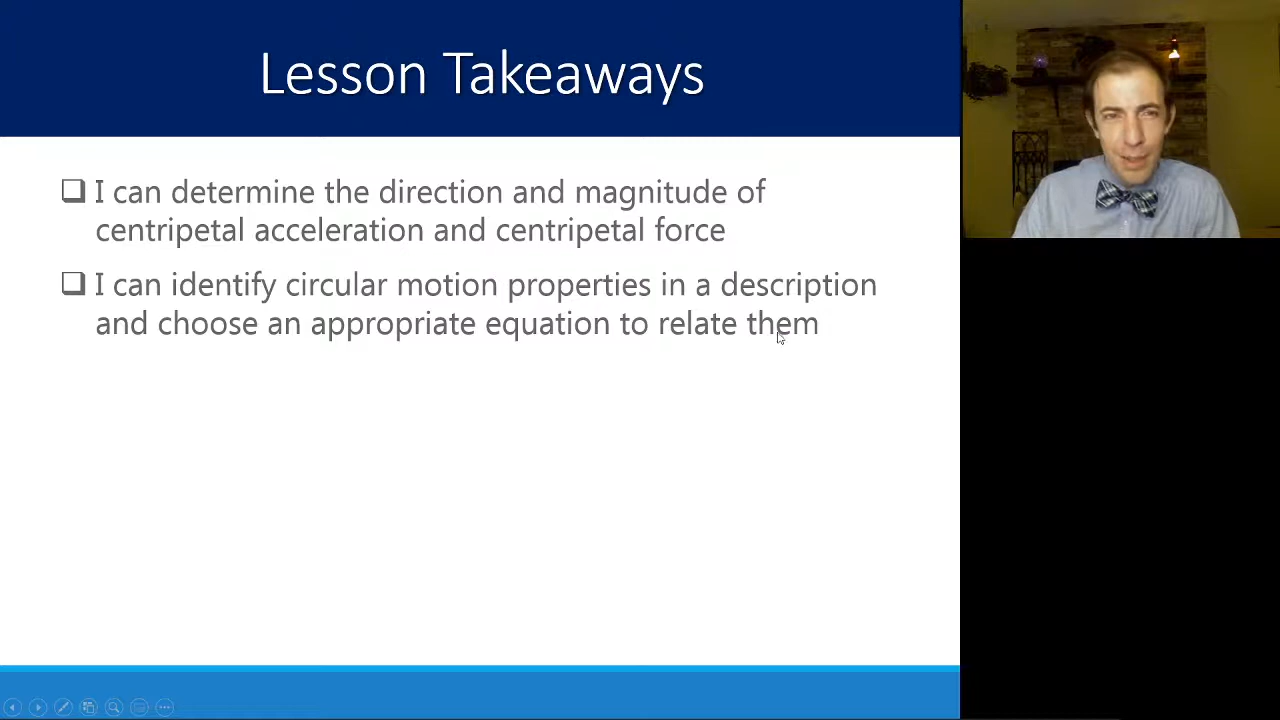 Lesson Takeaways
I can determine the direction and magnitude of
centripetal acceleration and centripetal force
I can identify circular motion properties in a description
and choose an appropriate equation to relate them